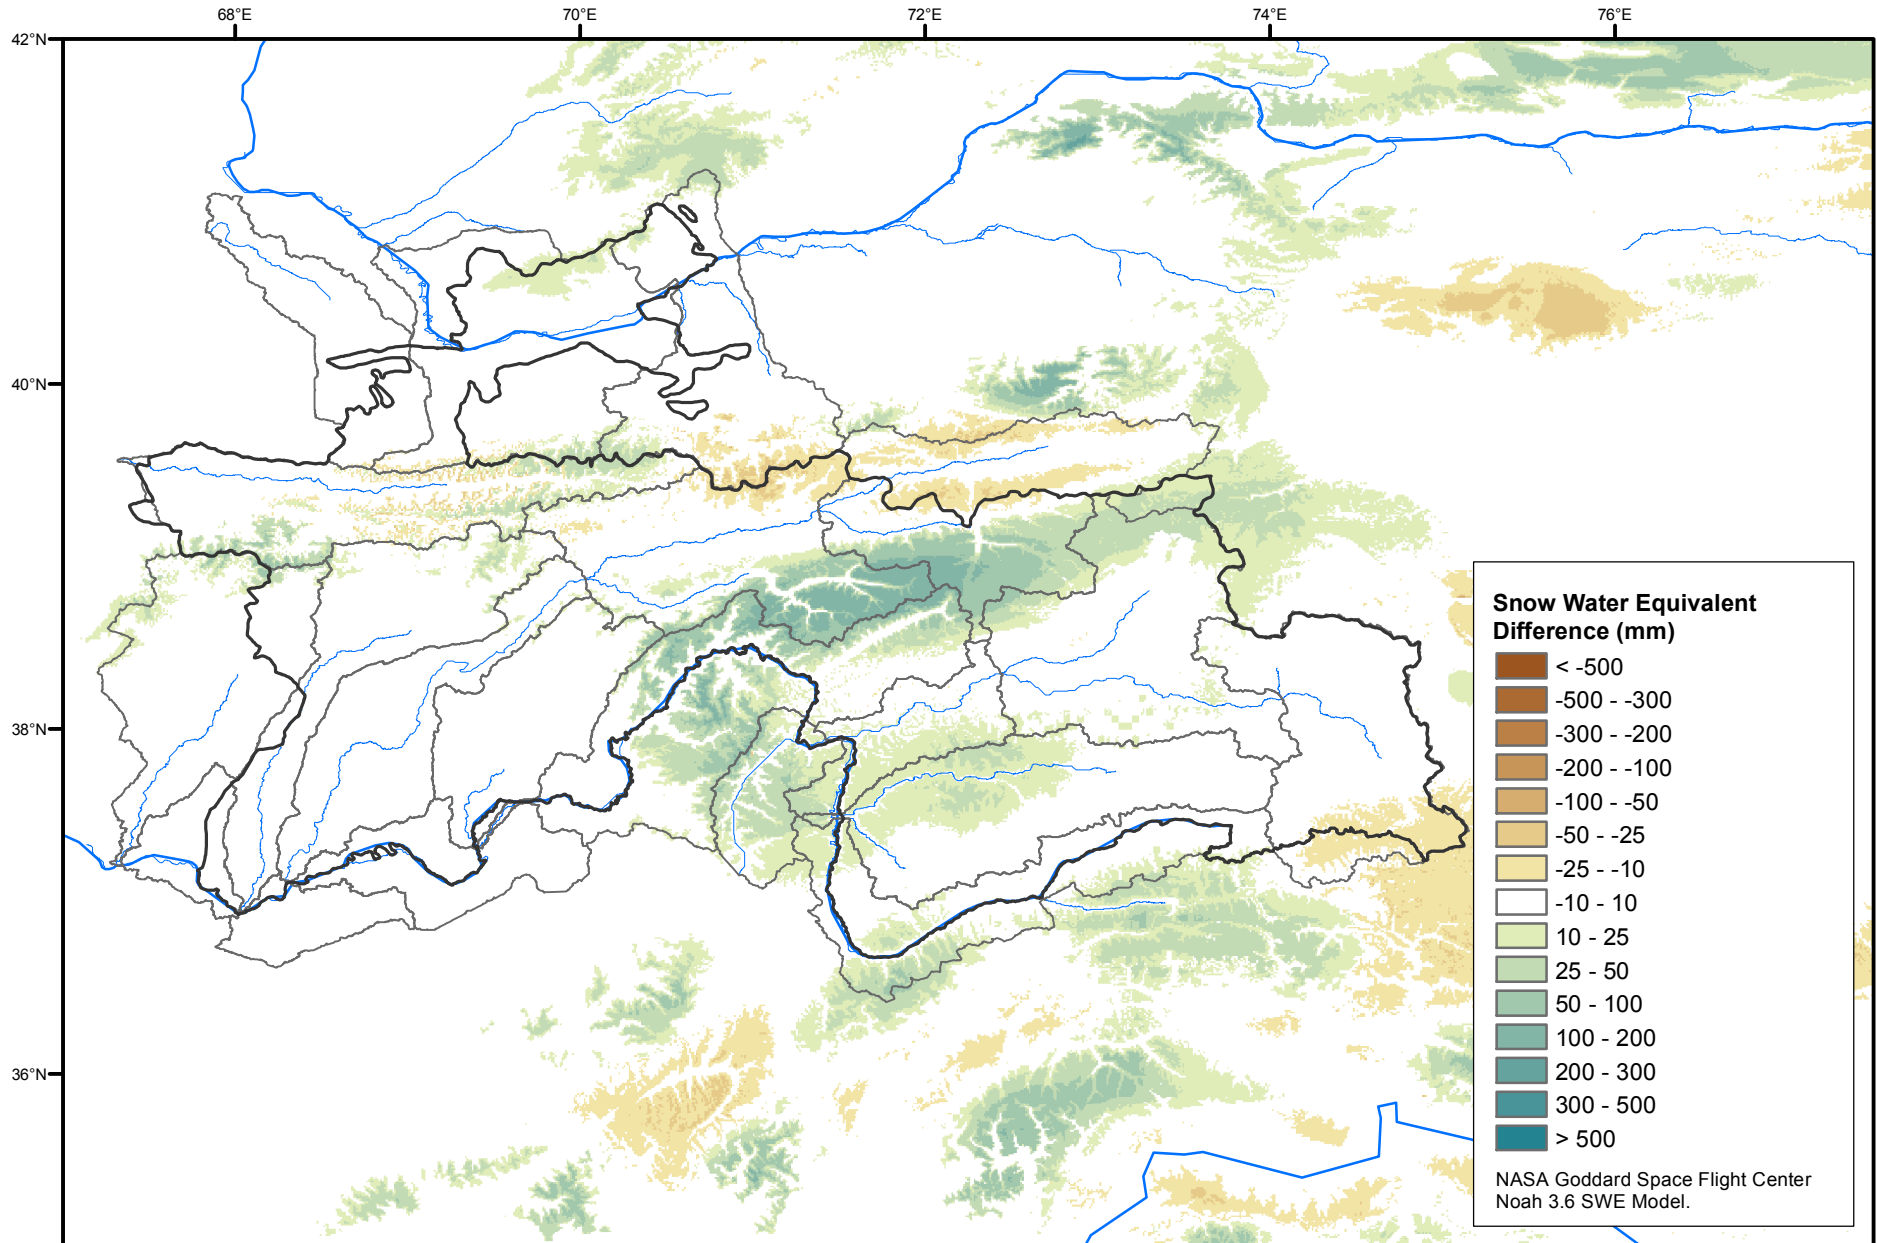 68°E 70°E 72°E 74°E 76°E
42°N
40°N
38°N
36°N
Snow Water Equivalent
Difference (mm)
< -500
-500 - -300
-300 - -200
-200 - -100
-100 - -50
-50 - -25
-25 - -10
-10 - 10
10 - 25
25 - 50
50 - 100
100 - 200
200 - 300
300 - 500
> 500
NASA Goddard Space Flight Center
Noah 3.6 SWE Model.